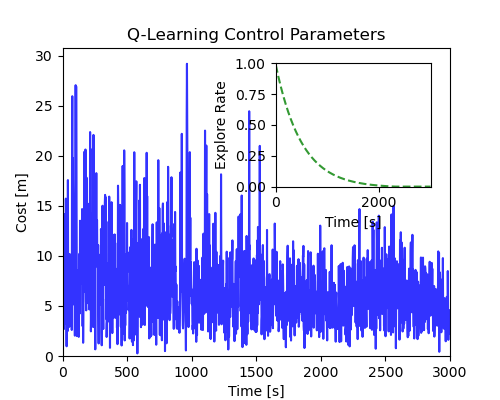 Q-Learning Control Parameters
30
25
20
15
10
5
0
Cost [m]
0 500 1000 1500 2000 2500 3000
Time [s]
1.00
0.75
0.50
0.25
0.00
Explore Rate
0 2000
Time [s]